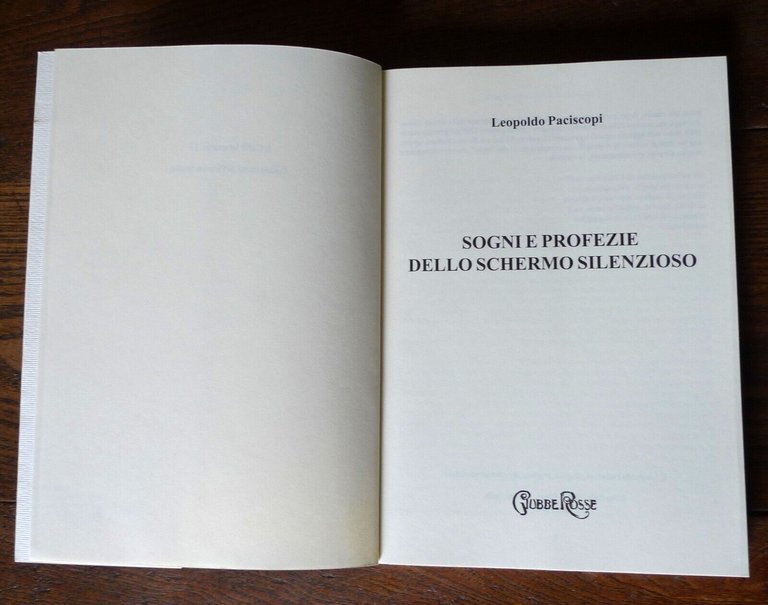 Leopoldo Paciscopi
SOGNI E PROFEZIE
DELLO SCHERMO SILENZIOSO
GIUBBE ROSSE